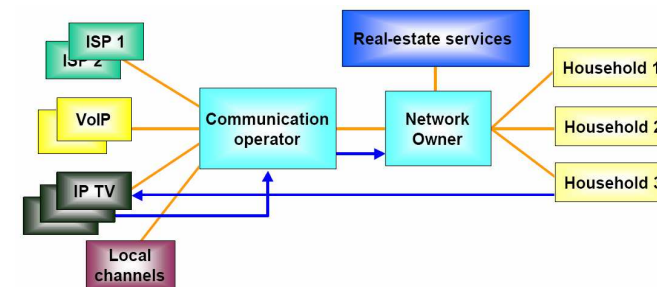 ISP 1
ISP 2
VoIP
IP TV
Local
channels
Communication
operator
Real-estate services
Network
Owner
Household 1
Household 2
Household 3